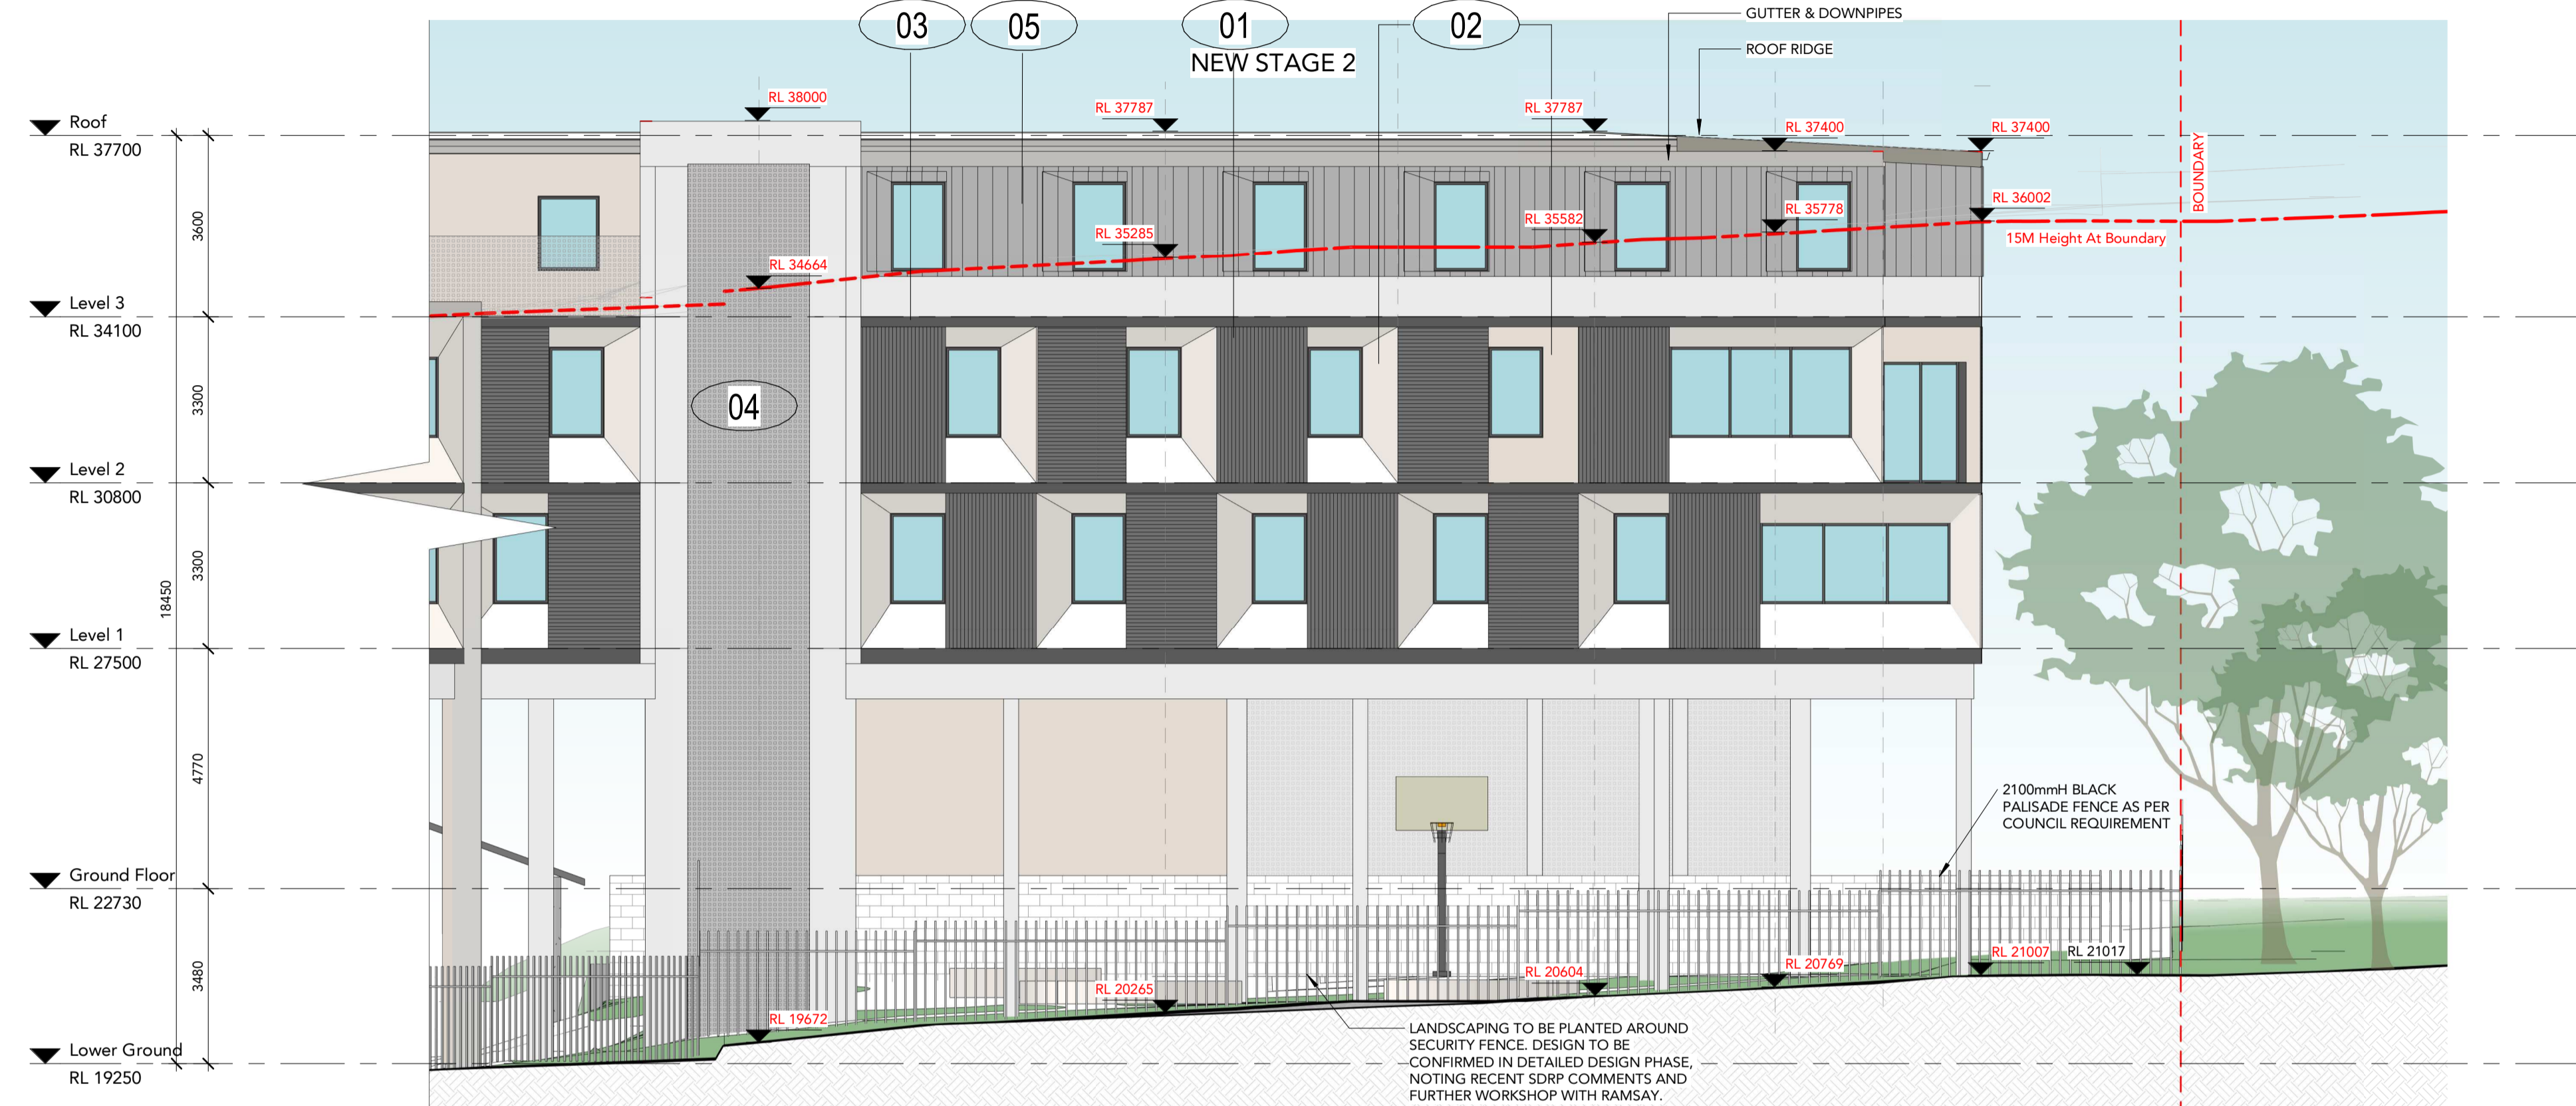 03
05
01
02
NEW STAGE 2
GUTTER & DOWNPIPES
ROOF RIDGE
RL 38000
RL 37787
RL 37787
RL 37400
RL 37400
Roof
RL 37700
BOUNDARY
3600
RL 36002
RL 35778
RL 35582
RL 35285
RL 34664
15M Height At Boundary
Level 3
RL 34100
3300
04
Level 2
RL 30800
3300
18450
Level 1
RL 27500
4770
2100mmH BLACK
PALISADE FENCE AS PER
COUNCIL REQUIREMENT
Ground Floor
RL 22730
3480
RL 21007
RL 21017
RL 20769
RL 20604
RL 20265
RL 19672
LANDSCAPING TO BE PLANTED AROUND
SECURITY FENCE. DESIGN TO BE
CONFIRMED IN DETAILED DESIGN PHASE,
NOTING RECENT SDRP COMMENTS AND
FURTHER WORKSHOP WITH RAMSAY.
Lower Ground
RL 19250